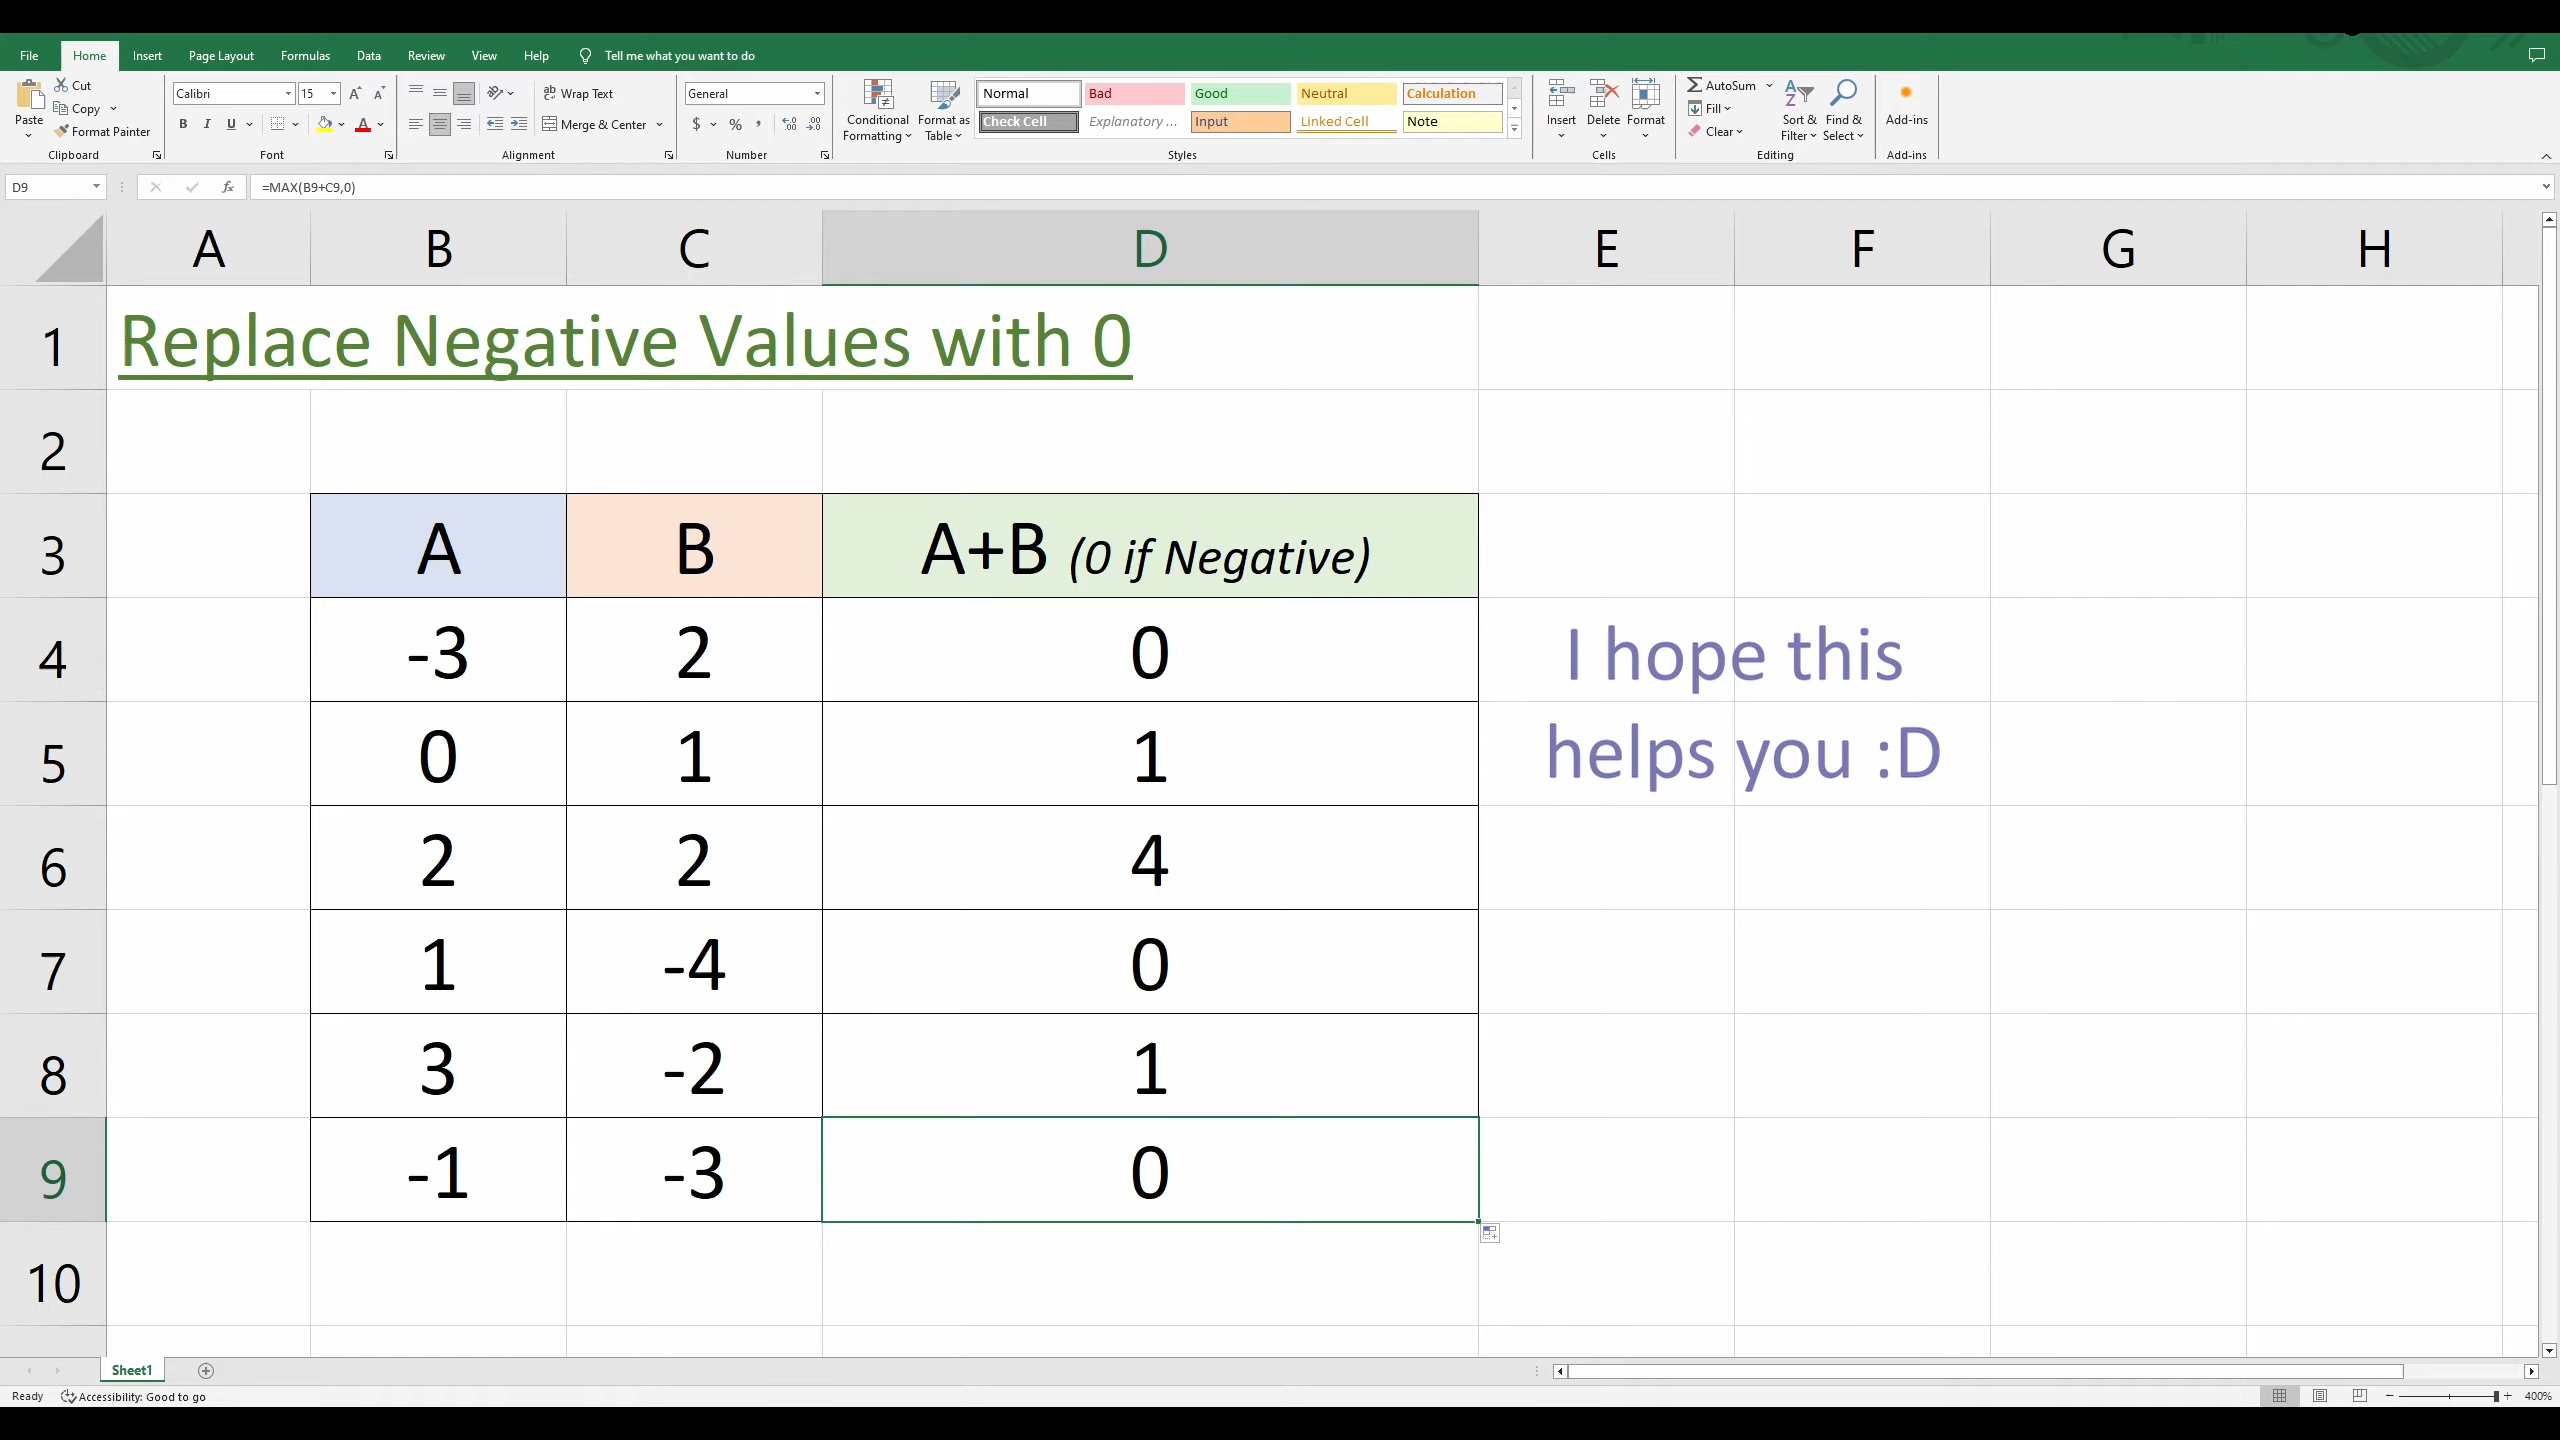 File Home Insert Page Layout Formulas Data Review View Help Tell me what you want to do
Cut
Copy
Format Painter
Paste
Clipboard
Calibri 15
B I U
Font
Wrap Text
Merge & Center
Alignment
General
$ % ,
Number
Conditional Formatting
Format as Table
Normal Bad Good Neutral Calculation
Check Cell Explanatory ... Input Linked Cell Note
Styles
Insert Delete Format
Cells
AutoSum
Fill
Clear
Sort & Filter
Find & Select
Editing
Add-ins
Add-ins
D9 fx =MAX(B9+C9,0)
A B C D E F G H
1 Replace Negative Values with 0
2
3 A B A+B (0 if Negative)
4 -3 2 0 I hope this
5 0 1 1 helps you :D
6 2 2 4
7 1 -4 0
8 3 -2 1
9 -1 -3 0
10
Sheet1
Ready Accessibility: Good to go 400%